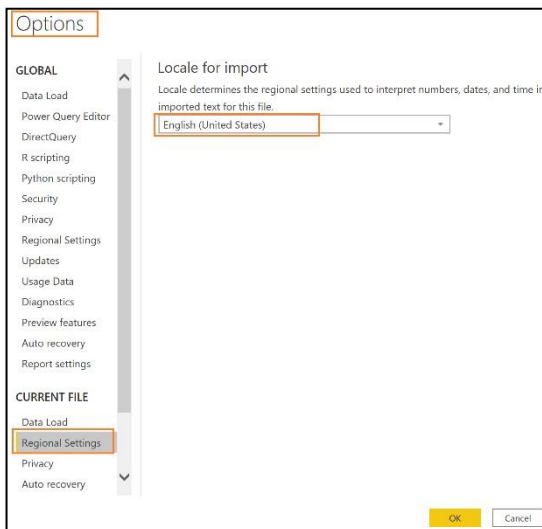 Options
GLOBAL
Data Load
Power Query Editor
DirectQuery
R scripting
Python scripting
Security
Privacy
Regional Settings
Updates
Usage Data
Diagnostics
Preview features
Auto recovery
Report settings
CURRENT FILE
Data Load
Regional Settings
Privacy
Auto recovery
Locale for import
Locale determines the regional settings used to interpret numbers, dates, and time in
imported text for this file.
English (United States)
OK
Cancel